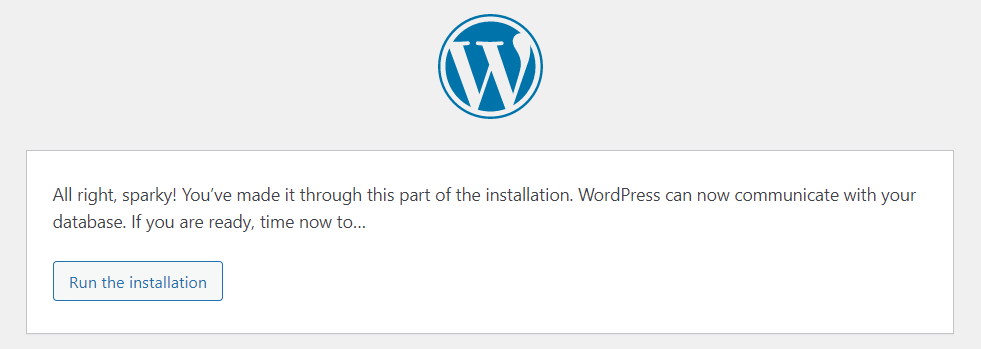 All right, sparky! You’ve made it through this part of the installation. WordPress can now communicate with your
database. If you are ready, time now to…
Run the installation